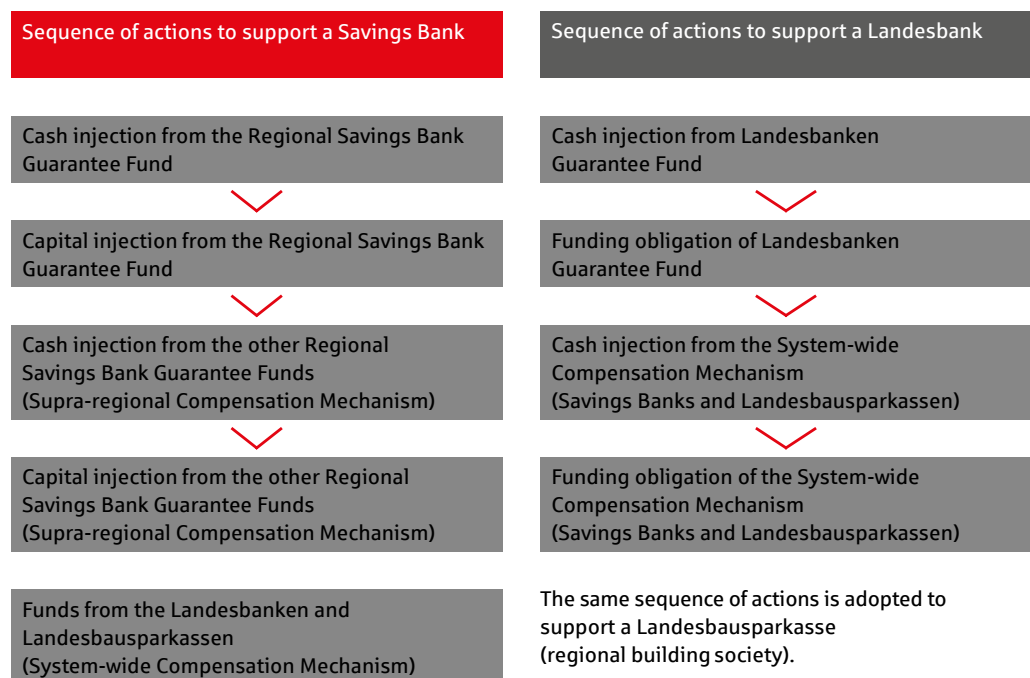 Sequence of actions to support a Savings Bank
Cash injection from the Regional Savings Bank
Guarantee Fund
Capital injection from the Regional Savings Bank
Guarantee Fund
Cash injection from the other Regional
Savings Bank Guarantee Funds
(Supra-regional Compensation Mechanism)
Capital injection from the other Regional
Savings Bank Guarantee Funds
(Supra-regional Compensation Mechanism)
Funds from the Landesbanken and
Landesbausparkassen
(System-wide Compensation Mechanism)
Sequence of actions to support a Landesbank
Cash injection from Landesbanken
Guarantee Fund
Funding obligation of Landesbanken
Guarantee Fund
Cash injection from the System-wide
Compensation Mechanism
(Savings Banks and Landesbausparkassen)
Funding obligation of the System-wide
Compensation Mechanism
(Savings Banks and Landesbausparkassen)
The same sequence of actions is adopted to
support a Landesbausparkasse
(regional building society).